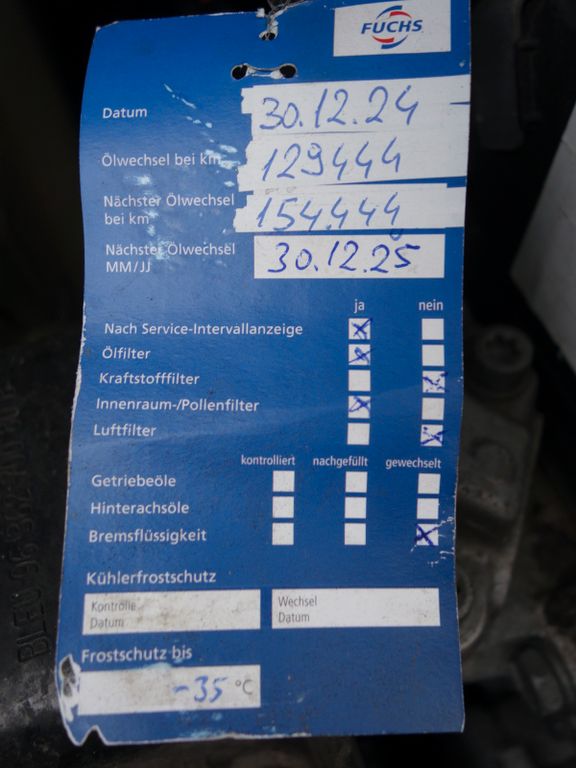 FUCHS
Datum 30.12.24
Ölwechsel bei km 129444
Nächster Ölwechsel
bei km 154.444
Nächster Ölwechsel
MM/JJ 30.12.25
ja nein
Nach Service-Intervallanzeige
Ölfilter
Kraftstofffilter
Innenraum-/Pollenfilter
Luftfilter
kontrolliert nachgefüllt gewechselt
Getriebeöle
Hinterachsöle
Bremsflüssigkeit
Kühlerfrostschutz
Kontrolle Wechsel
Datum Datum
Frostschutz bis
-35 °C